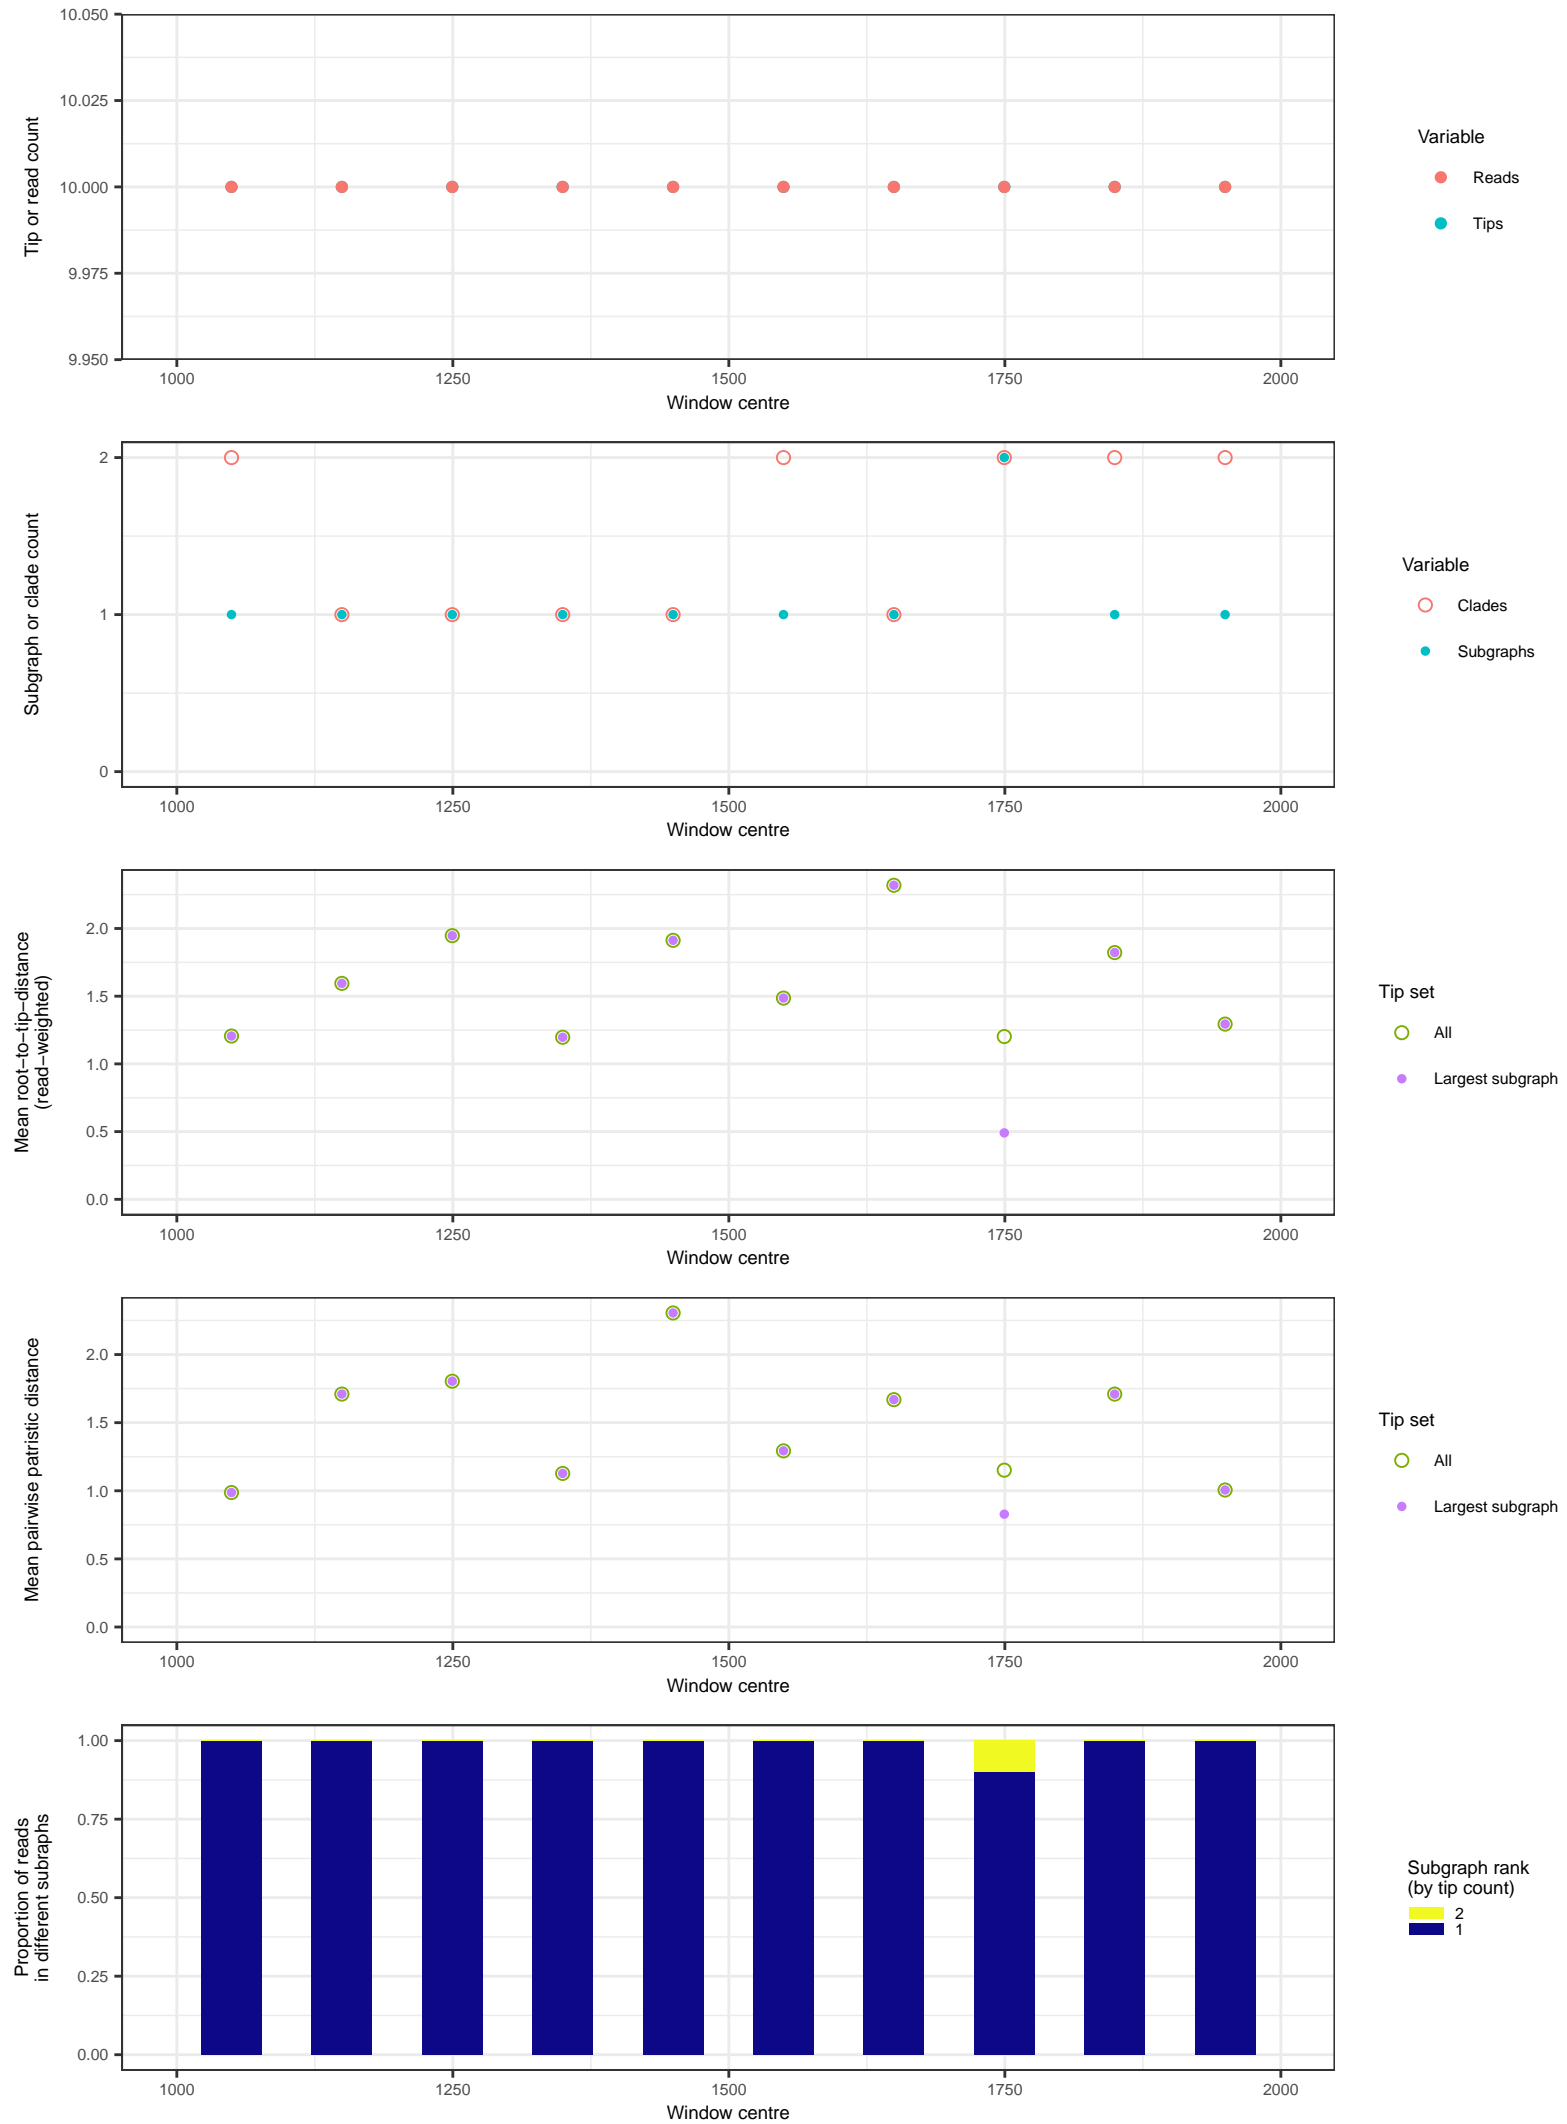 10.050
10.025
10.000
9.975
9.950
Tip or read count
1000 1250 1500 1750 2000
Window centre
Variable
Reads
Tips
2
1
0
Subgraph or clade count
1000 1250 1500 1750 2000
Window centre
Variable
Clades
Subgraphs
2.0
1.5
1.0
0.5
0.0
Mean root−to−tip−distance
(read−weighted)
1000 1250 1500 1750 2000
Window centre
Tip set
All
Largest subgraph
2.0
1.5
1.0
0.5
0.0
Mean pairwise patristic distance
1000 1250 1500 1750 2000
Window centre
Tip set
All
Largest subgraph
1.00
0.75
0.50
0.25
0.00
Proportion of reads
in different subraphs
1000 1250 1500 1750 2000
Window centre
Subgraph rank
(by tip count)
2
1